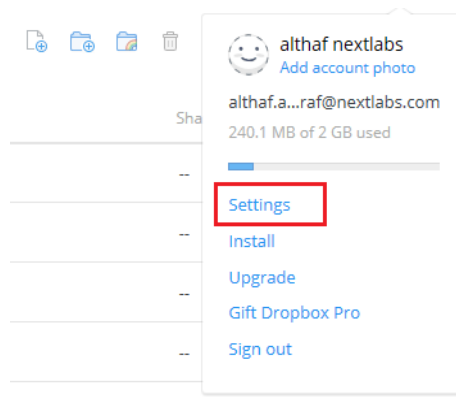 althaf nextlabs
Add account photo
althaf.a...raf@nextlabs.com
Sha
240.1 MB of 2 GB used
--
Settings
--
Install
Upgrade
--
Gift Dropbox Pro
Sign out
--